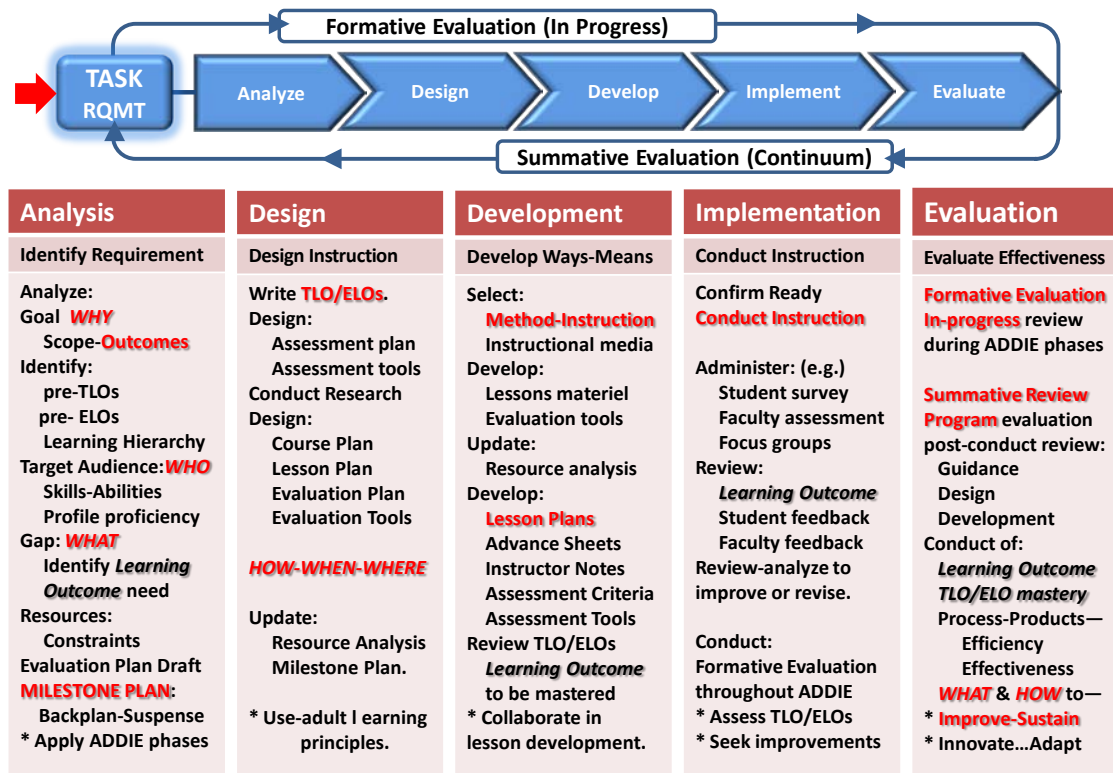 Formative Evaluation (In Progress)
TASK
RQMT
Analyze
Design
Develop
Implement
Evaluate
Summative Evaluation (Continuum)
Analysis
Identify Requirement
Analyze:
Goal WHY
Scope-Outcomes
Identify:
pre-TLOs
pre- ELOs
Learning Hierarchy
Target Audience:WHO
Skills-Abilities
Profile proficiency
Gap: WHAT
Identify Learning
Outcome need
Resources:
Constraints
Evaluation Plan Draft
MILESTONE PLAN:
Backplan-Suspense
* Apply ADDIE phases
Design
Design Instruction
Write TLO/ELOs.
Design:
Assessment plan
Assessment tools
Conduct Research
Design:
Course Plan
Lesson Plan
Evaluation Plan
Evaluation Tools
HOW-WHEN-WHERE
Update:
Resource Analysis
Milestone Plan.
* Use-adult l earning
principles.
Development
Develop Ways-Means
Select:
Method-Instruction
Instructional media
Develop:
Lessons materiel
Evaluation tools
Update:
Resource analysis
Develop:
Lesson Plans
Advance Sheets
Instructor Notes
Assessment Criteria
Assessment Tools
Review TLO/ELOs
Learning Outcome
to be mastered
* Collaborate in
lesson development.
Implementation
Conduct Instruction
Confirm Ready
Conduct Instruction
Administer: (e.g.)
Student survey
Faculty assessment
Focus groups
Review:
Learning Outcome
Student feedback
Faculty feedback
Review-analyze to
improve or revise.
Conduct:
Formative Evaluation
throughout ADDIE
* Assess TLO/ELOs
* Seek improvements
Evaluation
Evaluate Effectiveness
Formative Evaluation
In-progress review
during ADDIE phases
Summative Review
Program evaluation
post-conduct review:
Guidance
Design
Development
Conduct of:
Learning Outcome
TLO/ELO mastery
Process-Products—
Efficiency
Effectiveness
WHAT & HOW to—
* Improve-Sustain
* Innovate...Adapt